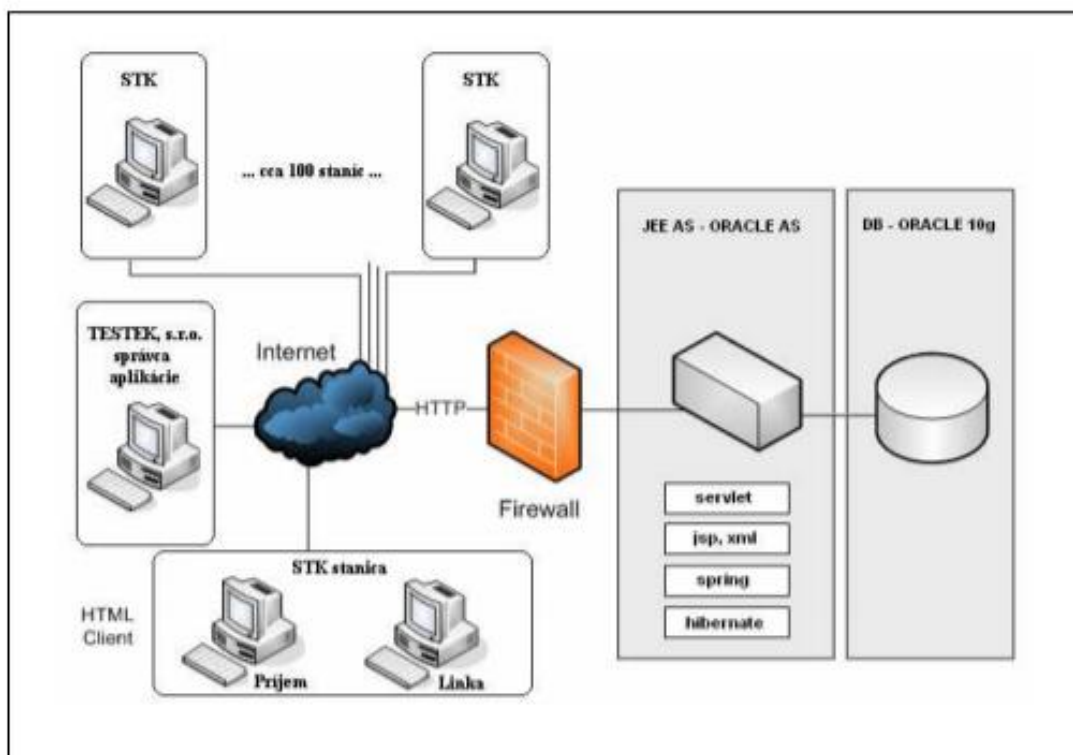 STK
STK
... cca 100 staníc ...
JEE AS - ORACLE AS
DB - ORACLE 10g
TESTEK, s.r.o.
správca
aplikácie
Internet
HTTP
Firewall
servlet
jsp, xml
spring
hibernate
STK stanica
HTML
Client
Príjem
Linka